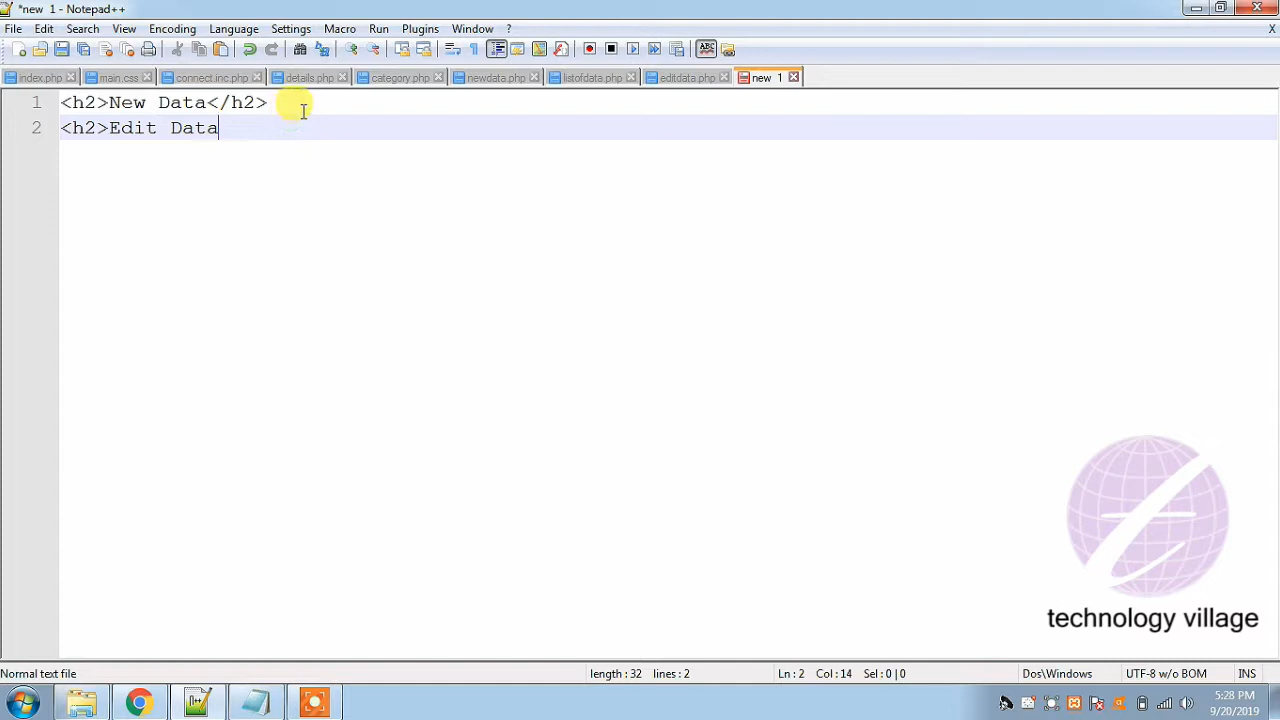 *new 1 - Notepad++
File Edit Search View Encoding Language Settings Macro Run Plugins Window ? X
index.php main.css connect.inc.php details.php category.php newdata.php listofdata.php editdata.php new 1
1 <h2>New Data</h2>
2 <h2>Edit Data
technology village
Normal text file length : 32 lines : 2 Ln : 2 Col : 14 Sel : 0 | 0 Dos\Windows UTF-8 w/o BOM INS
5:28 PM
9/20/2019